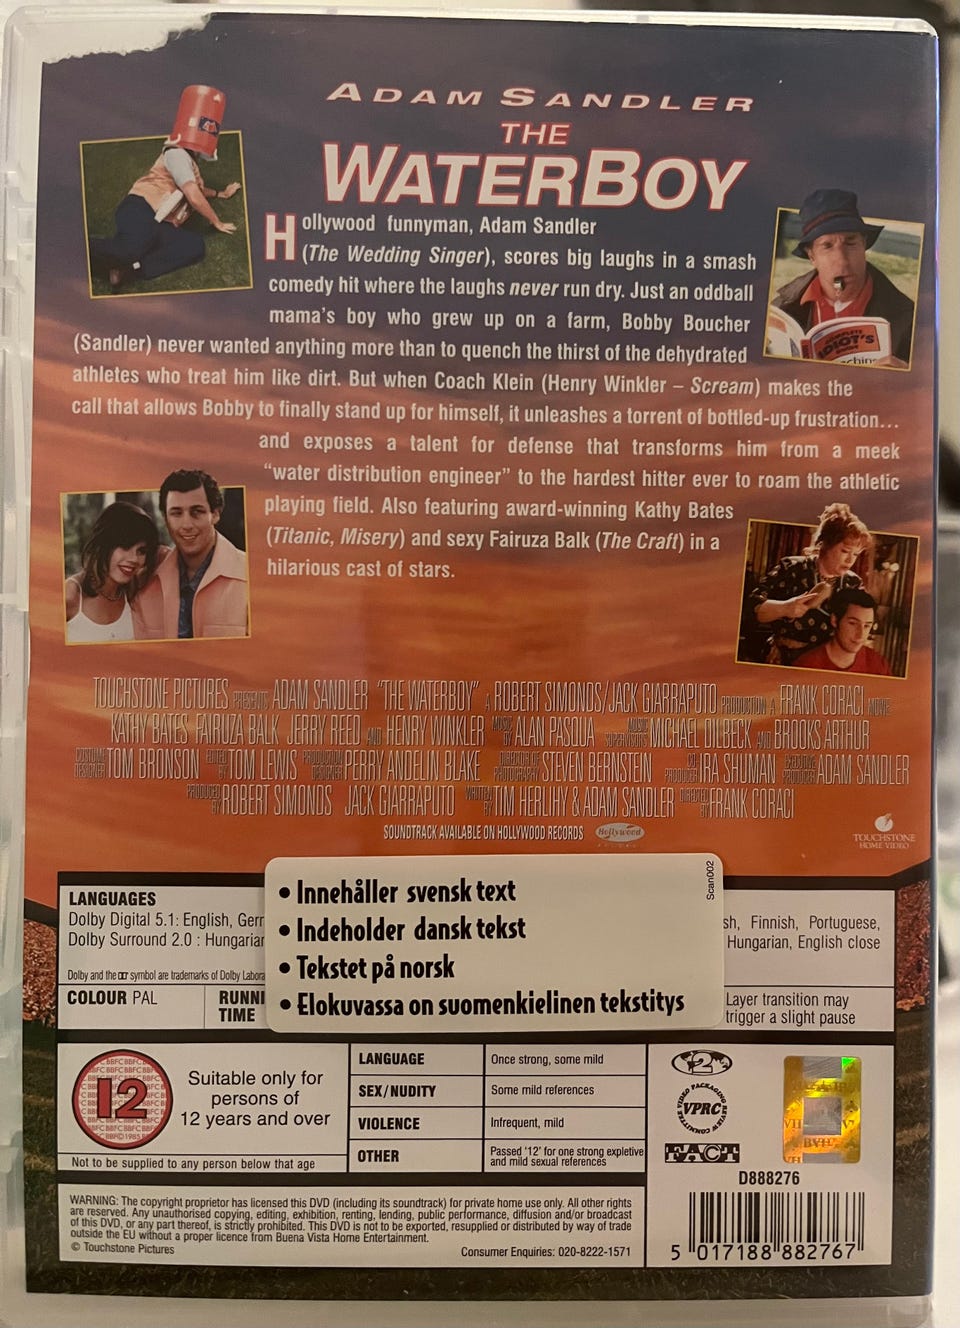 ADAM SANDLER
THE
WATERBOY
Hollywood funnyman, Adam Sandler
(The Wedding Singer), scores big laughs in a smash
comedy hit where the laughs never run dry. Just an oddball
mama's boy who grew up on a farm, Bobby Boucher
(Sandler) never wanted anything more than to quench the thirst of the dehydrated
athletes who treat him like dirt. But when Coach Klein (Henry Winkler – Scream) makes the
call that allows Bobby to finally stand up for himself, it unleashes a torrent of bottled-up frustration...
and exposes a talent for defense that transforms him from a meek
"water distribution engineer" to the hardest hitter ever to roam the athletic
playing field. Also featuring award-winning Kathy Bates
(Titanic, Misery) and sexy Fairuza Balk (The Craft) in a
hilarious cast of stars.
IDIOT'S
TOUCHSTONE PICTURES PRESENTS ADAM SANDLER "THE WATERBOY" A ROBERT SIMONDS/JACK GIARRAPUTO PRODUCTION A FRANK CORACI MOVIE
KATHY BATES FAIRUZA BALK JERRY REED AND HENRY WINKLER MUSIC BY ALAN PASQUA MUSIC SUPERVISORS MICHAEL DILBECK AND BROOKS ARTHUR
COSTUME DESIGNER TOM BRONSON EDITED BY TOM LEWIS PRODUCTION DESIGNER PERRY ANDELIN BLAKE DIRECTOR OF PHOTOGRAPHY STEVEN BERNSTEIN CO PRODUCER IRA SHUMAN EXECUTIVE PRODUCER ADAM SANDLER
PRODUCED BY ROBERT SIMONDS JACK GIARRAPUTO WRITTEN BY TIM HERLIHY & ADAM SANDLER DIRECTED BY FRANK CORACI
SOUNDTRACK AVAILABLE ON HOLLYWOOD RECORDS Hollywood
TOUCHSTONE
HOME VIDEO
LANGUAGES
Dolby Digital 5.1: English, Ger
Dolby Surround 2.0 : Hungarian
Dolby and the symbol are trademarks of Dolby Labora
COLOUR PAL
RUNNI
TIME
• Innehåller svensk text
• Indeholder dansk tekst
• Tekstet på norsk
• Elokuvassa on suomenkielinen tekstitys
Scan002
sh, Finnish, Portuguese,
Hungarian, English close
Layer transition may
trigger a slight pause
12
BBFC
BBFC©1985
Suitable only for
persons of
12 years and over
Not to be supplied to any person below that age
LANGUAGE Once strong, some mild
SEX/NUDITY Some mild references
VIOLENCE Infrequent, mild
OTHER Passed '12' for one strong expletive
and mild sexual references
2
VIDEO PACKAGING REVIEW COMMITTEE
VPRC
FACT
D888276
5 017188 882767
WARNING: The copyright proprietor has licensed this DVD (including its soundtrack) for private home use only. All other rights
are reserved. Any unauthorised copying, editing, exhibition, renting, lending, public performance, diffusion and/or broadcast
of this DVD, or any part thereof, is strictly prohibited. This DVD is not to be exported, resupplied or distributed by way of trade
outside the EU without a proper licence from Buena Vista Home Entertainment.
© Touchstone Pictures
Consumer Enquiries: 020-8222-1571